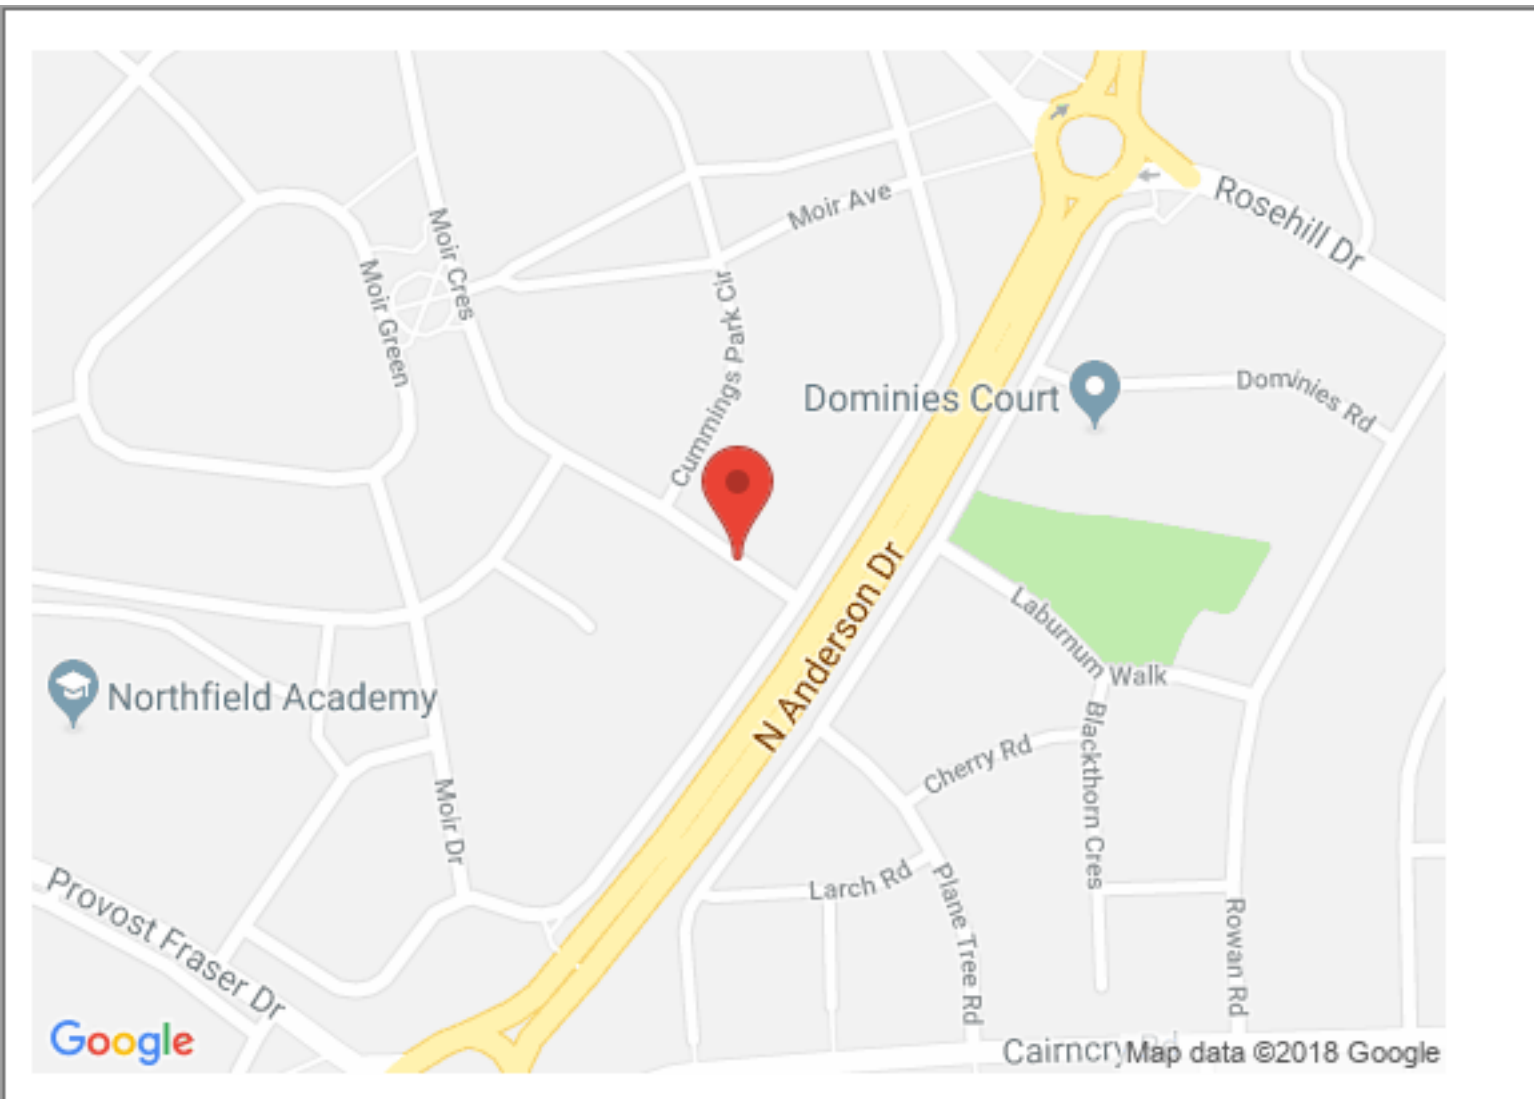 Moir Ave
Rosehill Dr
Moir Cres
Moir Green
Cummings Park Cir
Dominies Court
Dominies Rd
N Anderson Dr
Laburnum Walk
Northfield Academy
Blackthorn Cres
Cherry Rd
Moir Dr
Larch Rd
Plane Tree Rd
Provost Fraser Dr
Rowan Rd
Google
Cairncry Rd
Map data ©2018 Google